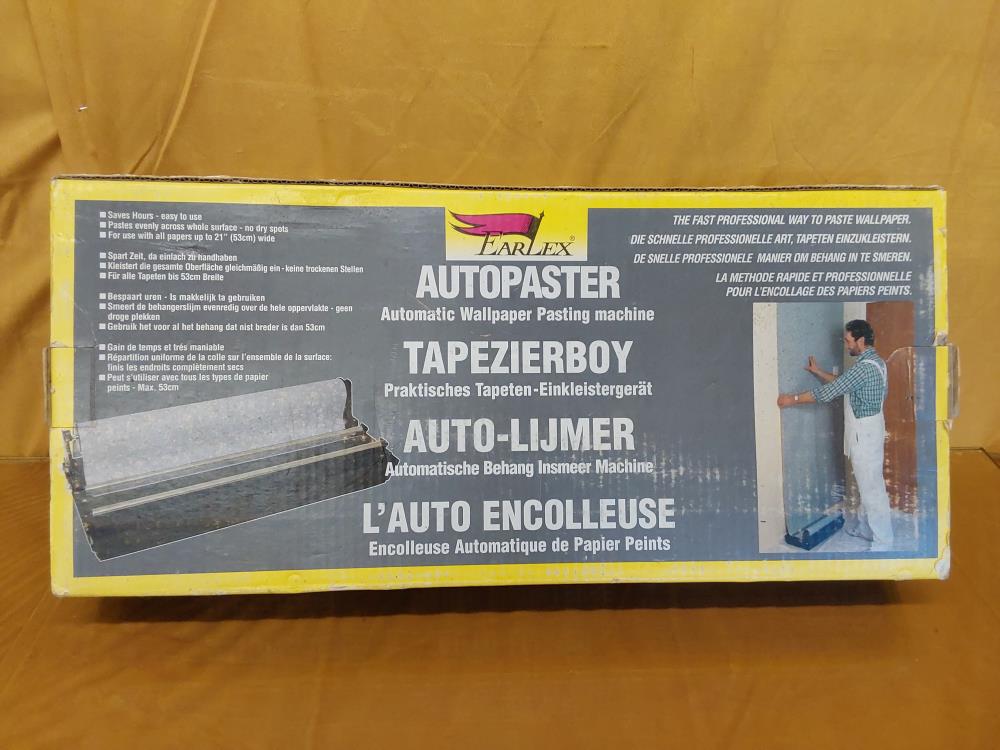 Saves Hours - easy to use
Pastes evenly across whole surface - no dry spots
For use with all papers up to 21" (53cm) wide
Spart Zeit, da einfach zu handhaben
Kleistert die gesamte Oberfläche gleichmäßig ein - keine trockenen Stellen
Für alle Tapeten bis 53cm Breite
Bespaart uren - Is makkelijk ta gebruiken
Smeert de behangerslijm evenredig over de hele oppervlakte - geen
droge plekken
Gebruik het voor al het behang dat nist breder is dan 53cm
Gain de temps et trés maniable
Répartition uniforme de la colle sur l'ensemble de la surface:
finis les endroits complètement secs
Peut s'utiliser avec tous les types de papier
peints - Max. 53cm
EARLEX®
AUTOPASTER
Automatic Wallpaper Pasting machine
TAPEZIERBOY
Praktisches Tapeten-Einkleistergerät
AUTO-LIJMER
Automatische Behang Insmeer Machine
L'AUTO ENCOLLEUSE
Encolleuse Automatique de Papier Peints
THE FAST PROFESSIONAL WAY TO PASTE WALLPAPER.
DIE SCHNELLE PROFESSIONELLE ART, TAPETEN EINZUKLEISTERN.
DE SNELLE PROFESSIONELE MANIER OM BEHANG IN TE SMEREN.
LA METHODE RAPIDE ET PROFESSIONNELLE
POUR L'ENCOLLAGE DES PAPIERS PEINTS.